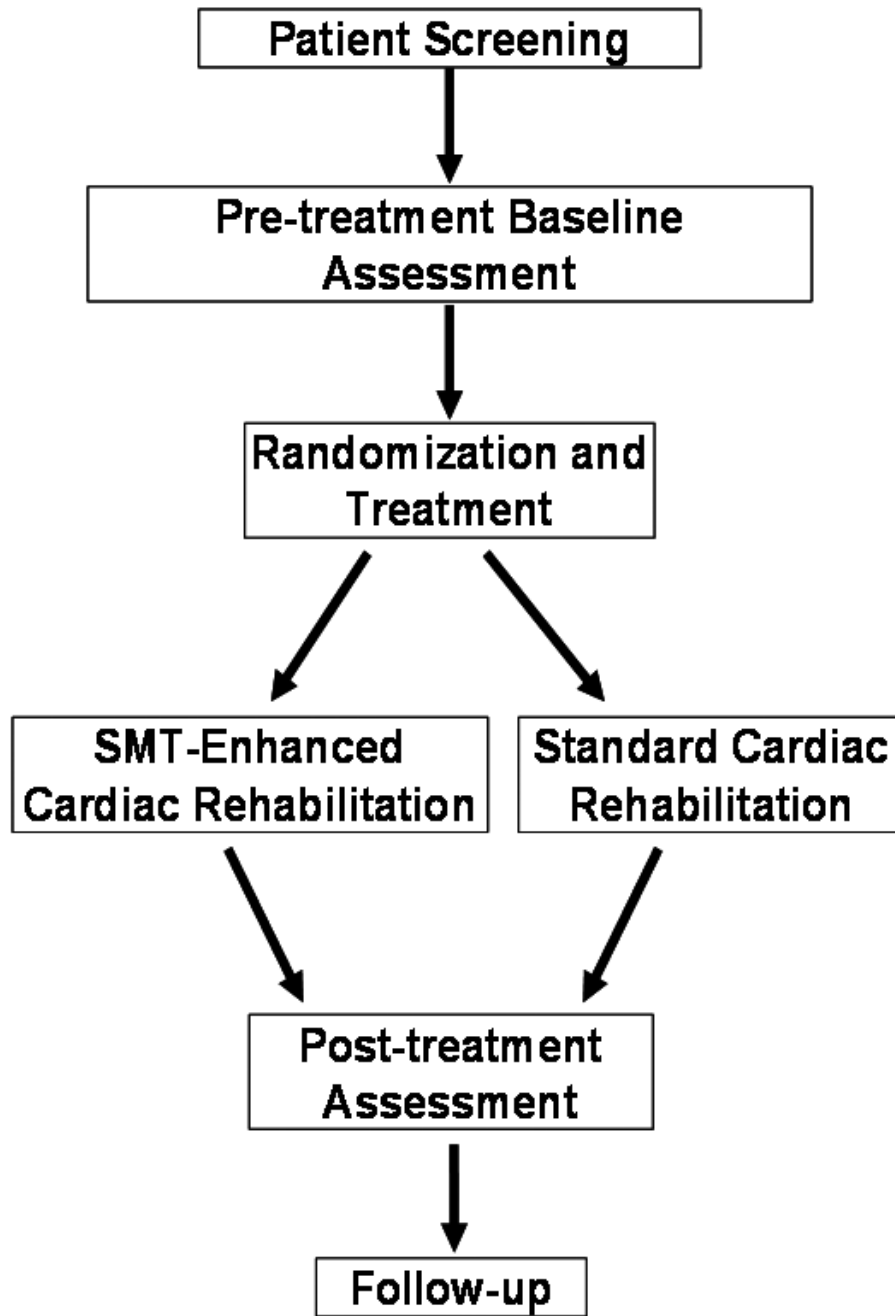 Patient Screening
Pre-treatment Baseline
Assessment
Randomization and
Treatment
SMT-Enhanced
Cardiac Rehabilitation
Standard Cardiac
Rehabilitation
Post-treatment
Assessment
Follow-up